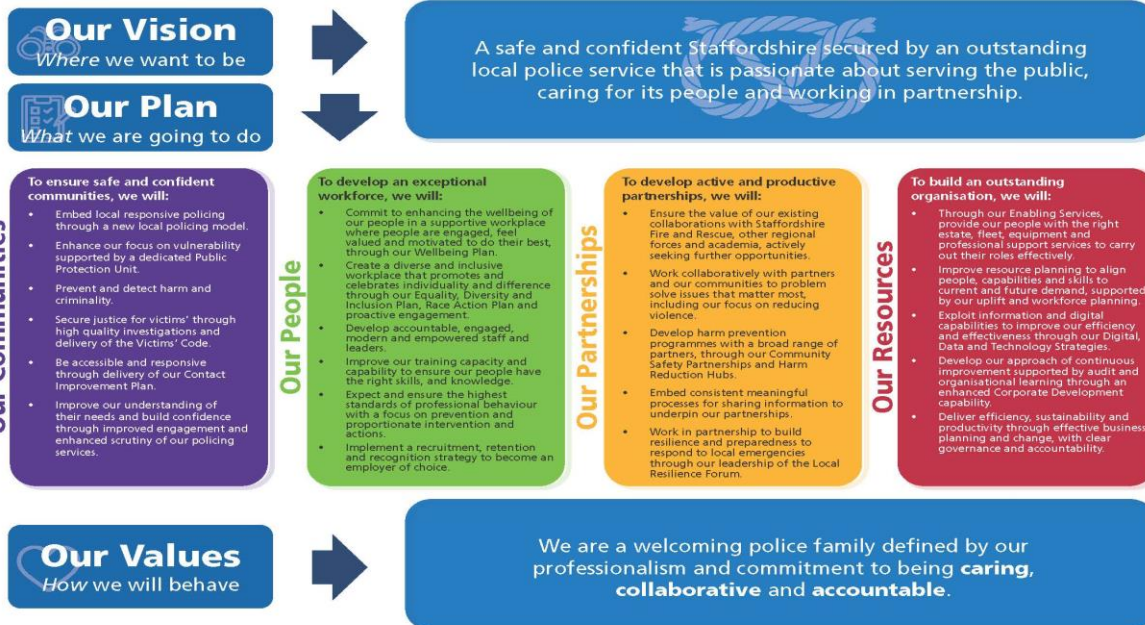 Our Vision
Where we want to be
A safe and confident Staffordshire secured by an outstanding
local police service that is passionate about serving the public,
caring for its people and working in partnership.
Our Plan
What we are going to do
Our Communities
To ensure safe and confident
communities, we will:
• Embed local responsive policing
through a new local policing model.
• Enhance our focus on vulnerability
supported by a dedicated Public
Protection Unit.
• Prevent and detect harm and
criminality.
• Secure justice for victims' through
high quality investigations and
delivery of the Victims' Code.
• Be accessible and responsive
through delivery of our Contact
Improvement Plan.
• Improve our understanding of
their needs and build confidence
through improved engagement and
enhanced scrutiny of our policing
services.
Our People
To develop an exceptional
workforce, we will:
• Commit to enhancing the wellbeing of
our people in a supportive workplace
where people are engaged, feel
valued and motivated to do their best,
through our Wellbeing Plan.
• Create a diverse and inclusive
workplace that promotes and
celebrates individuality and difference
through our Equality, Diversity and
Inclusion Plan, Race Action Plan and
proactive engagement.
• Develop accountable, engaged,
modern and empowered staff and
leaders.
• Improve our training capacity and
capability to ensure our people have
the right skills, and knowledge.
• Expect and ensure the highest
standards of professional behaviour
with a focus on prevention and
proportionate intervention and
actions.
• Implement a recruitment, retention
and recognition strategy to become an
employer of choice.
Our Partnerships
To develop active and productive
partnerships, we will:
• Ensure the value of our existing
collaborations with Staffordshire
Fire and Rescue, other regional
forces and academia, actively
seeking further opportunities.
• Work collaboratively with partners
and our communities to problem
solve issues that matter most,
including our focus on reducing
violence.
• Develop harm prevention
programmes with a broad range of
partners, through our Community
Safety Partnerships and Harm
Reduction Hubs.
• Embed consistent meaningful
processes for sharing information to
underpin our partnerships.
• Work in partnership to build
resilience and preparedness to
respond to local emergencies
through our leadership of the Local
Resilience Forum.
Our Resources
To build an outstanding
organisation, we will:
• Through our Enabling Services,
provide our people with the right
estate, fleet, equipment and
professional support services to carry
out their roles effectively.
• Improve resource planning to align
people, capabilities and skills to
current and future demand, supported
by our uplift and workforce planning.
• Exploit information and digital
capabilities to improve our efficiency
and effectiveness through our Digital,
Data and Technology Strategies.
• Develop our approach of continuous
improvement supported by audit and
organisational learning through an
enhanced Corporate Development
capability.
• Deliver efficiency, sustainability and
productivity through effective business
planning and change, with clear
governance and accountability.
Our Values
How we will behave
We are a welcoming police family defined by our
professionalism and commitment to being caring,
collaborative and accountable.